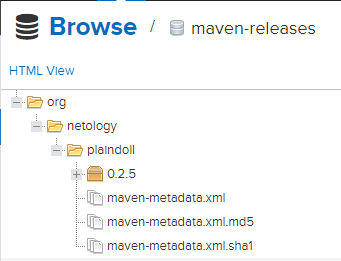 Browse / maven-releases
HTML View
org
netology
plaindoll
0.2.5
maven-metadata.xml
maven-metadata.xml.md5
maven-metadata.xml.sha1